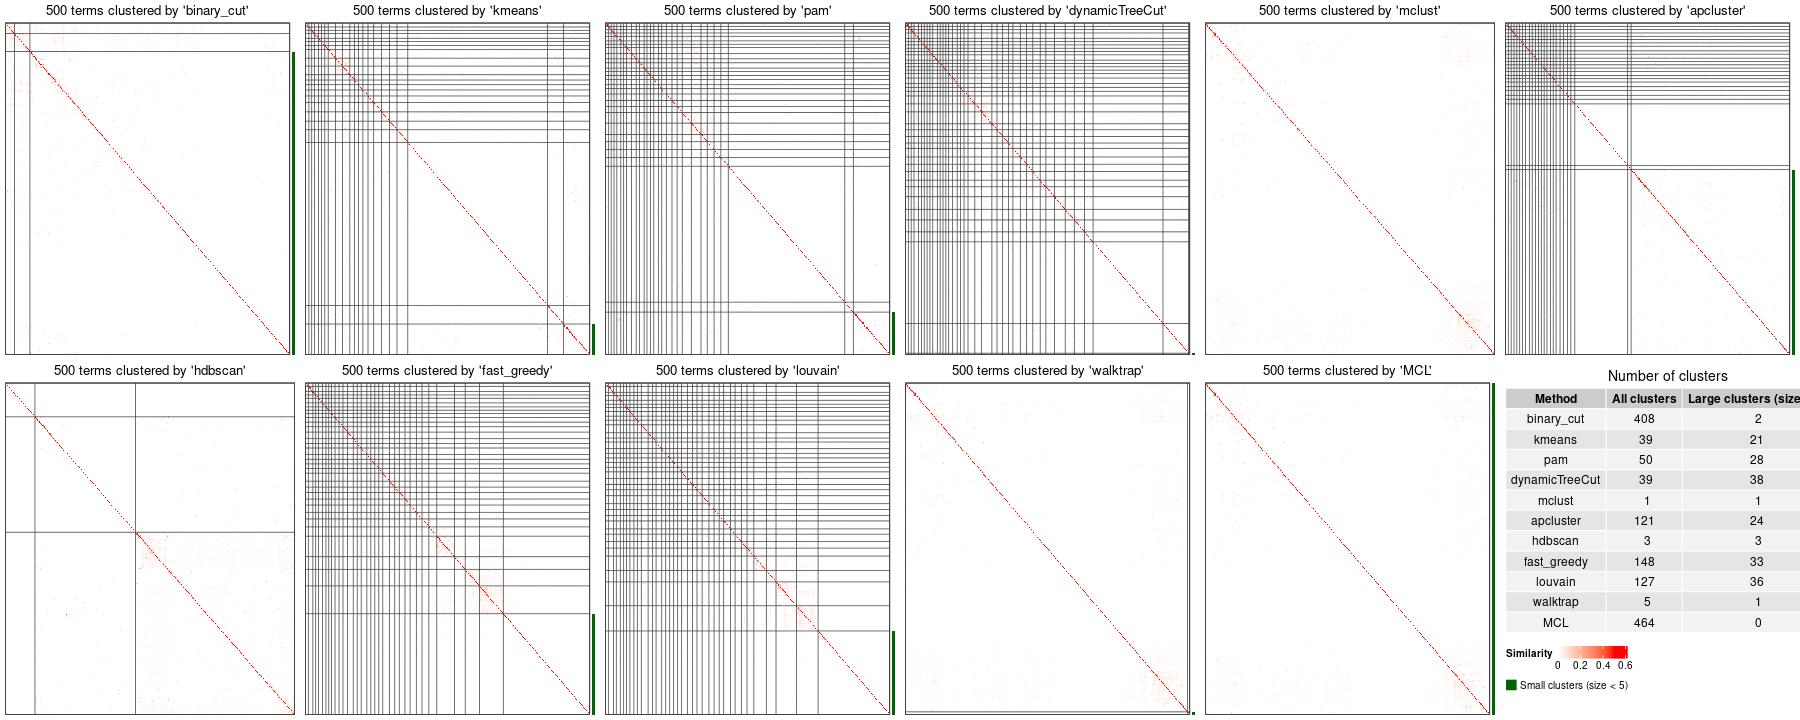 500 terms clustered by 'binary_cut'
500 terms clustered by 'kmeans'
500 terms clustered by 'pam'
500 terms clustered by 'dynamicTreeCut'
500 terms clustered by 'mclust'
500 terms clustered by 'apcluster'
500 terms clustered by 'hdbscan'
500 terms clustered by 'fast_greedy'
500 terms clustered by 'louvain'
500 terms clustered by 'walktrap'
500 terms clustered by 'MCL'
Number of clusters
Method All clusters Large clusters (size
binary_cut 408 2
kmeans 39 21
pam 50 28
dynamicTreeCut 39 38
mclust 1 1
apcluster 121 24
hdbscan 3 3
fast_greedy 148 33
louvain 127 36
walktrap 5 1
MCL 464 0
Similarity
0 0.2 0.4 0.6
Small clusters (size < 5)